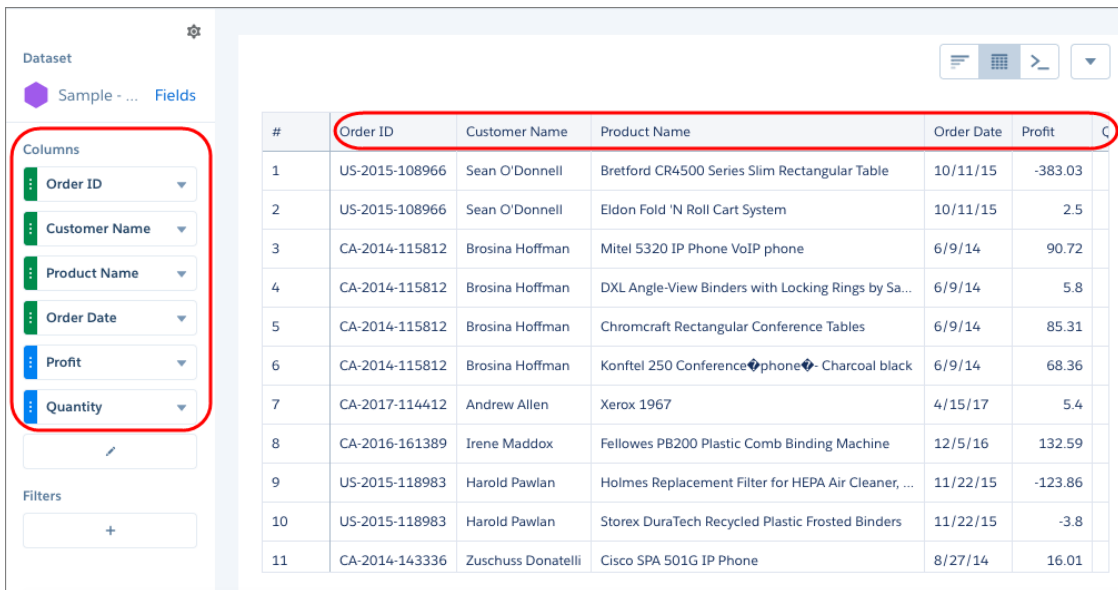 Dataset
Sample - ... Fields
Columns
Order ID
Customer Name
Product Name
Order Date
Profit
Quantity
Filters
+
# Order ID Customer Name Product Name Order Date Profit
1 US-2015-108966 Sean O'Donnell Bretford CR4500 Series Slim Rectangular Table 10/11/15 -383.03
2 US-2015-108966 Sean O'Donnell Eldon Fold 'N Roll Cart System 10/11/15 2.5
3 CA-2014-115812 Brosina Hoffman Mitel 5320 IP Phone VoIP phone 6/9/14 90.72
4 CA-2014-115812 Brosina Hoffman DXL Angle-View Binders with Locking Rings by Sa... 6/9/14 5.8
5 CA-2014-115812 Brosina Hoffman Chromcraft Rectangular Conference Tables 6/9/14 85.31
6 CA-2014-115812 Brosina Hoffman Konftel 250 Conference�phone�- Charcoal black 6/9/14 68.36
7 CA-2017-114412 Andrew Allen Xerox 1967 4/15/17 5.4
8 CA-2016-161389 Irene Maddox Fellowes PB200 Plastic Comb Binding Machine 12/5/16 132.59
9 US-2015-118983 Harold Pawlan Holmes Replacement Filter for HEPA Air Cleaner, ... 11/22/15 -123.86
10 US-2015-118983 Harold Pawlan Storex DuraTech Recycled Plastic Frosted Binders 11/22/15 -3.8
11 CA-2014-143336 Zuschuss Donatelli Cisco SPA 501G IP Phone 8/27/14 16.01